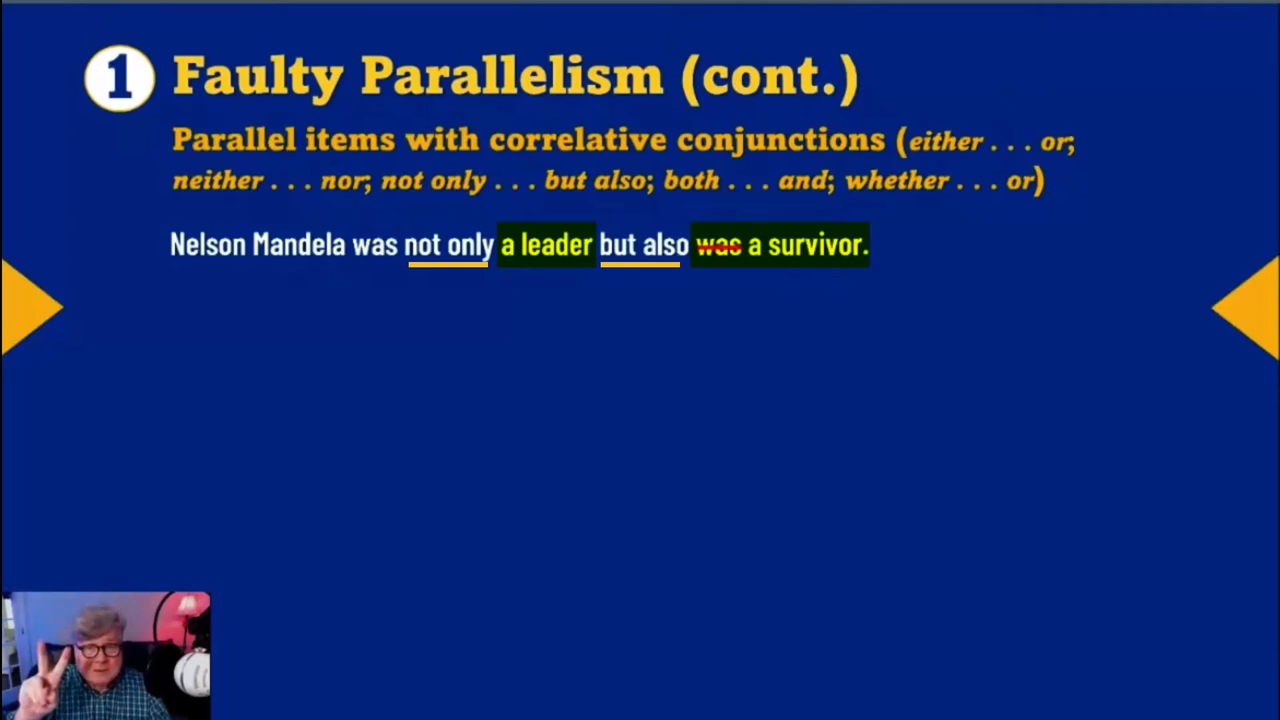 1 Faulty Parallelism (cont.)
Parallel items with correlative conjunctions (either . . . or;
neither . . . nor; not only . . . but also; both . . . and; whether . . . or)
Nelson Mandela was not only a leader but also was a survivor.